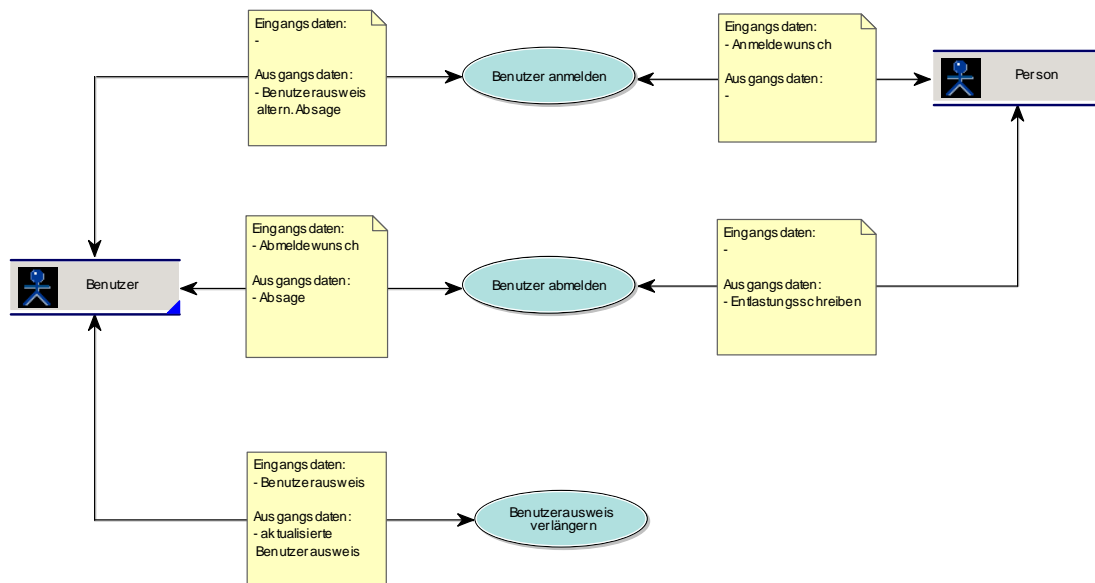 Eingangsdaten:
-
Ausgangsdaten:
- Benutzerausweis
altern. Absage
Benutzer anmelden
Eingangsdaten:
- Anmeldewunsch
Ausgangsdaten:
-
Person
Benutzer
Eingangsdaten:
- Abmeldewunsch
Ausgangsdaten:
- Absage
Benutzer abmelden
Eingangsdaten:
-
Ausgangsdaten:
- Entlastungsschreiben
Eingangsdaten:
- Benutzerausweis
Ausgangsdaten:
- aktualisierte
Benutzerausweis
Benutzerausweis
verlängern